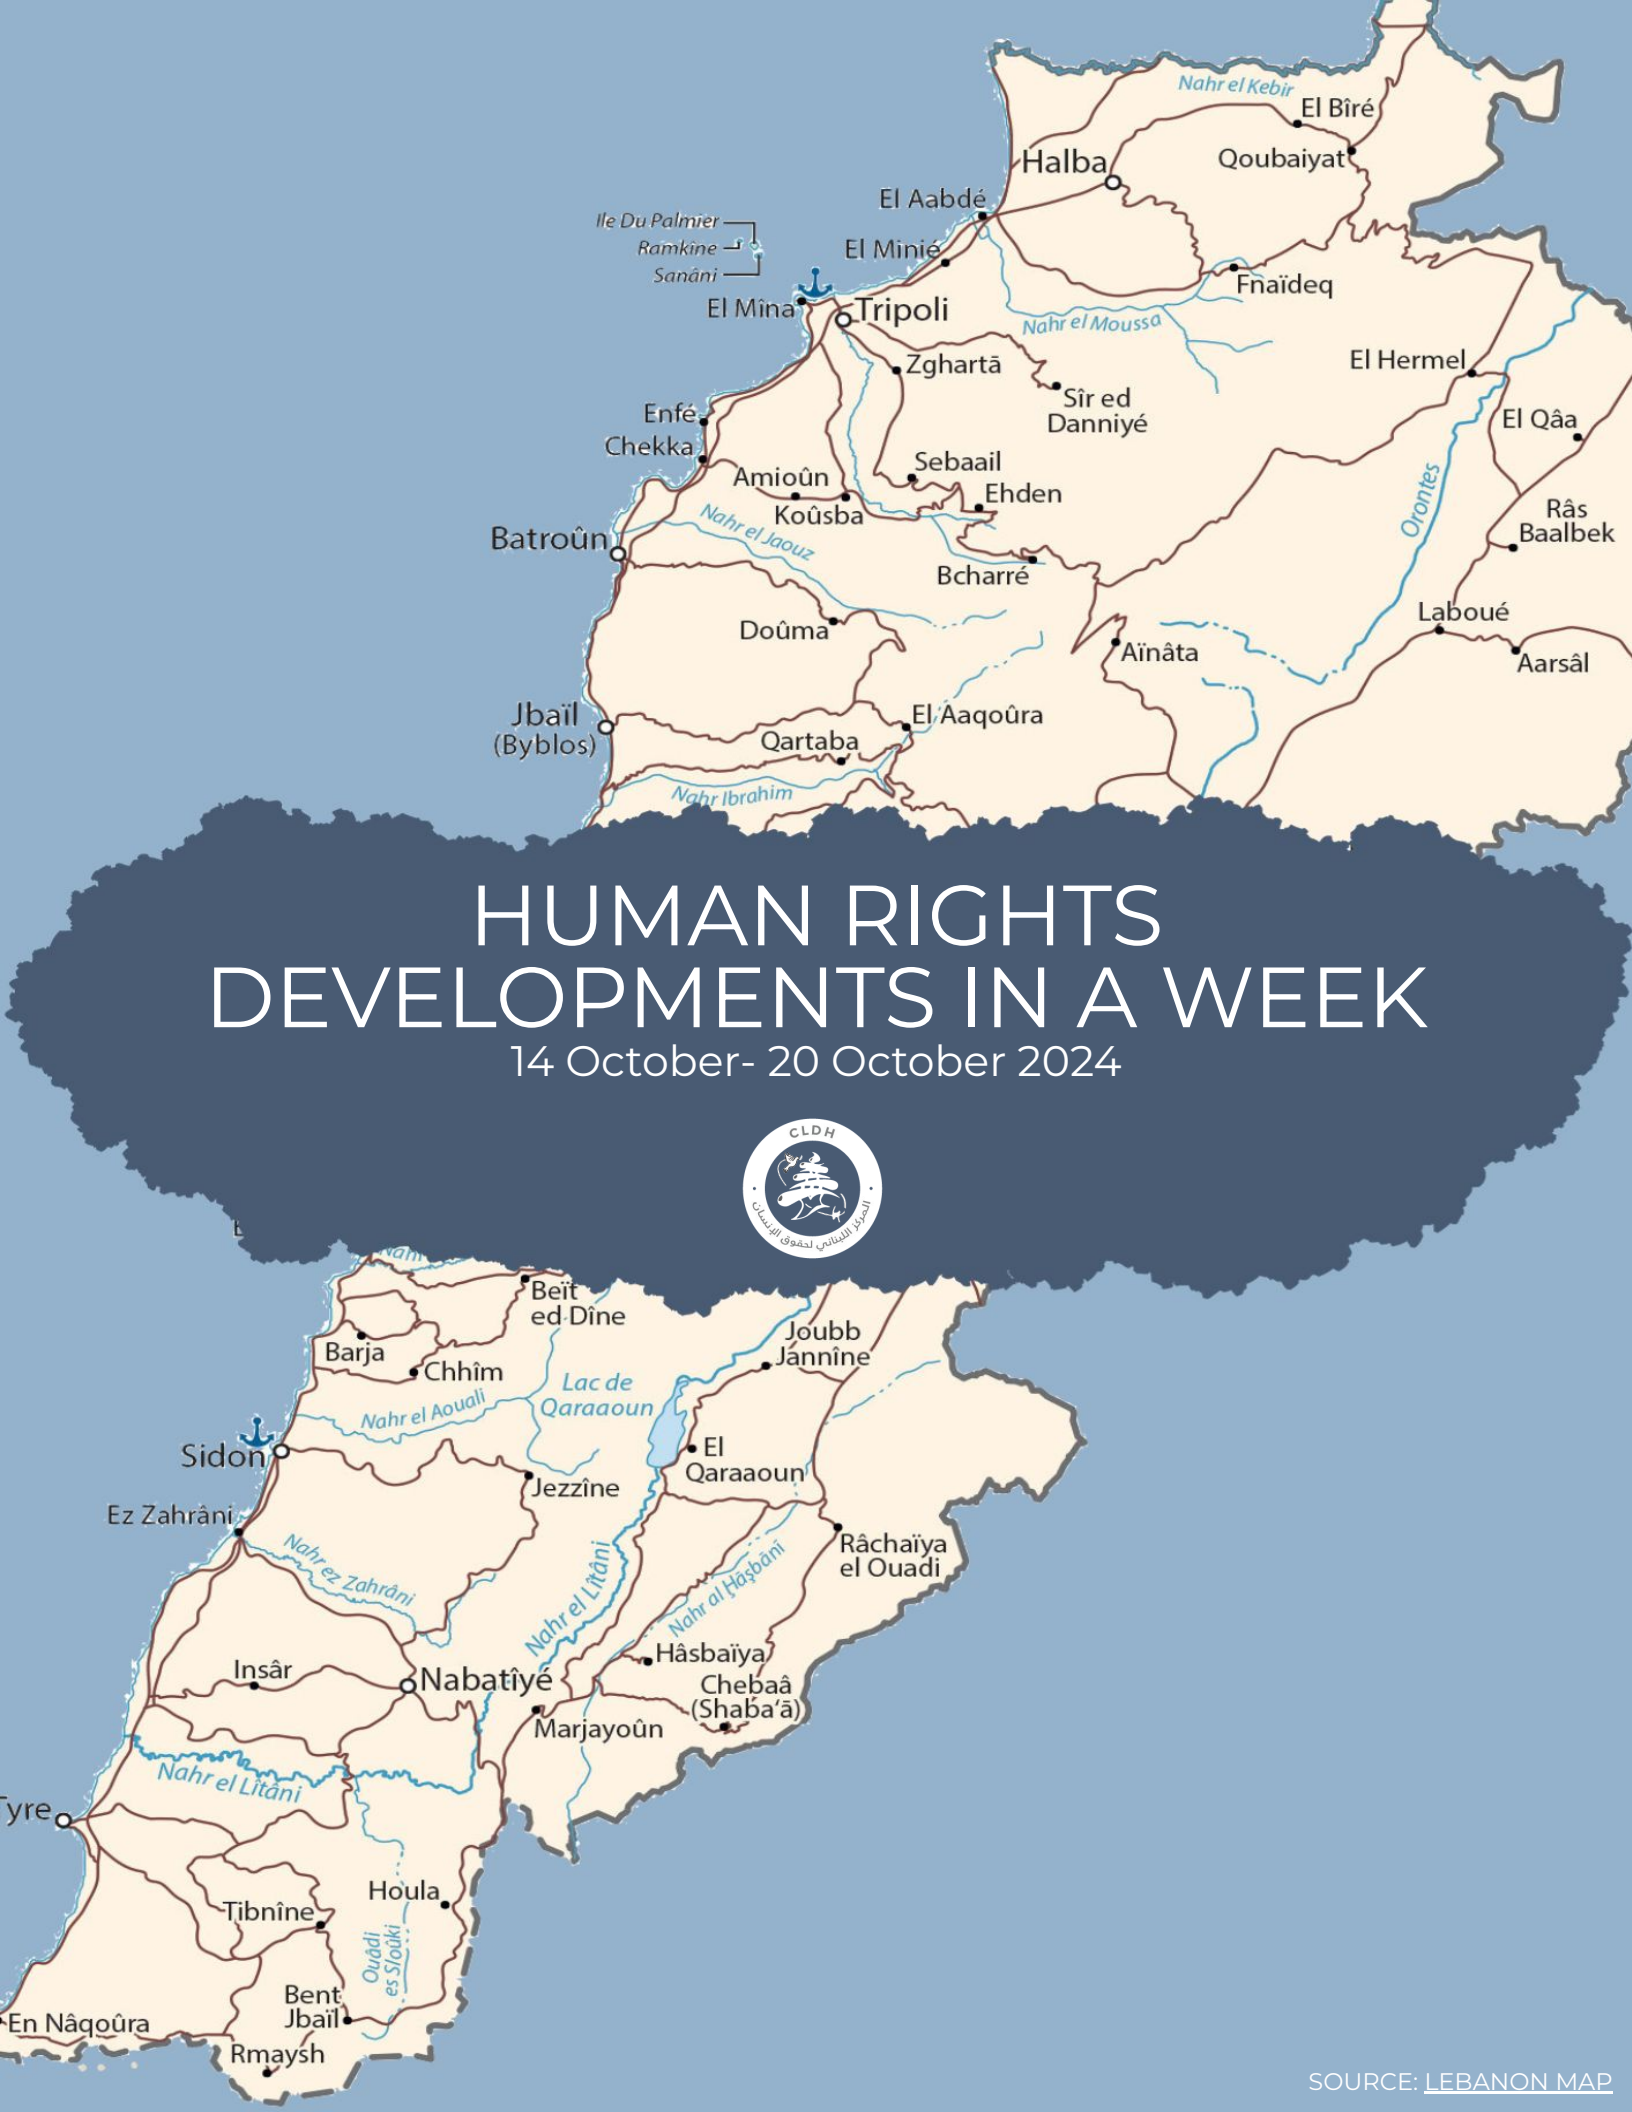 Nahr el Kebir
El Bîré
Halba
Qoubaiyat
El Aabdé
Ile Du Palmier
Ramkine
Sanâni
El Minié
Fnaïdeq
El Mîna
Tripoli
Nahr el Moussa
El Hermel
Zghartā
Sîr ed
Danniyé
Enfé
El Qâa
Chekka
Sebaail
Amioûn
Ehden
Koûsba
Orontes
Râs
Baalbek
Nahr el Jaouz
Batroûn
Bcharré
Laboué
Doûma
Aïnâta
Aarsâl
Jbaïl
(Byblos)
El Aaqoûra
Qartaba
Nahr Ibrahim
HUMAN RIGHTS
DEVELOPMENTS IN A WEEK
14 October- 20 October 2024
CLDH
المركز اللبناني لحقوق الإنسان
Nahr
Beït
ed Dîne
Joubb
Jannîne
Barja
Chhîm
Lac de
Qaraaoun
Nahr el Aouali
Sidon
El
Qaraaoun
Jezzîne
Ez Zahrâni
Nahr ez Zahrâni
Râchaïya
el Ouadi
Nahr el Lîtâni
Nahr al Ḩāşbānī
Hâsbaïya
Insâr
Nabatîyé
Chebaâ
(Shaba‘ā)
Marjayoûn
Nahr el Lîtâni
Tyre
Houla
Tibnîne
Ouâdi
es Sloûki
Bent
Jbaïl
En Nâqoûra
Rmaysh
SOURCE: LEBANON MAP